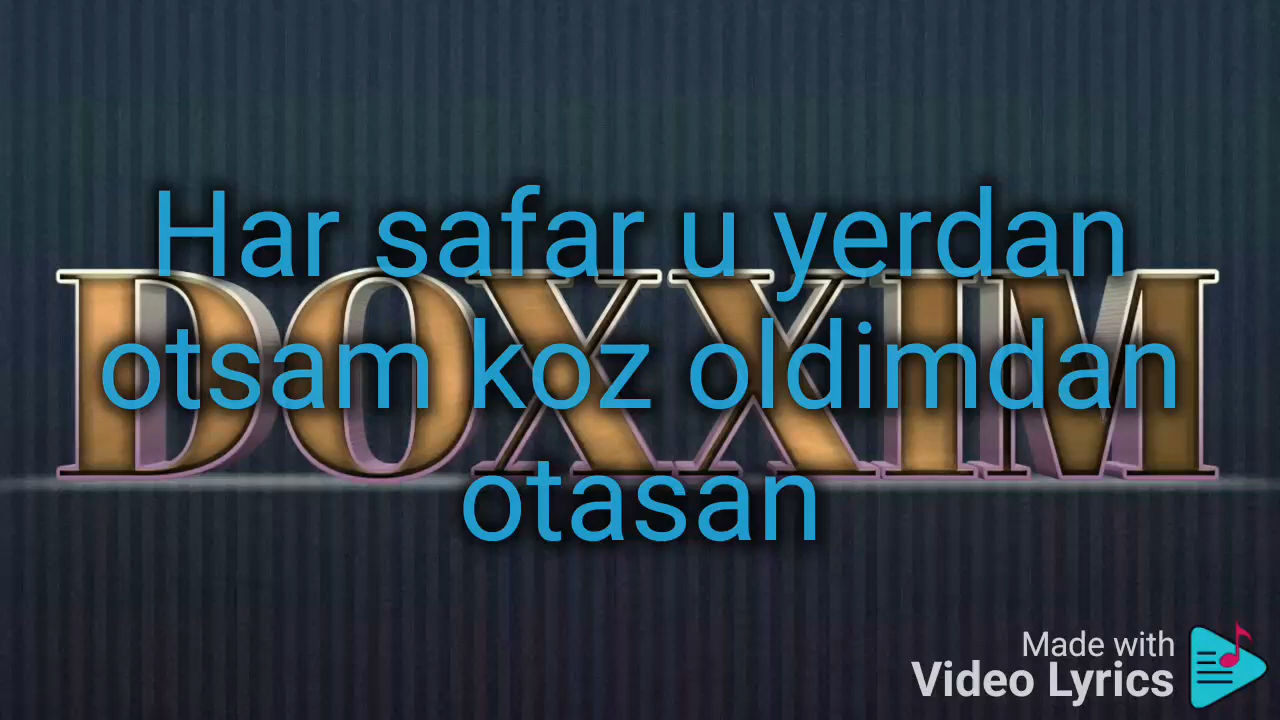 Har safar u yerdan
DOXXIM
otsam koz oldimdan
otasan
Made with
Video Lyrics